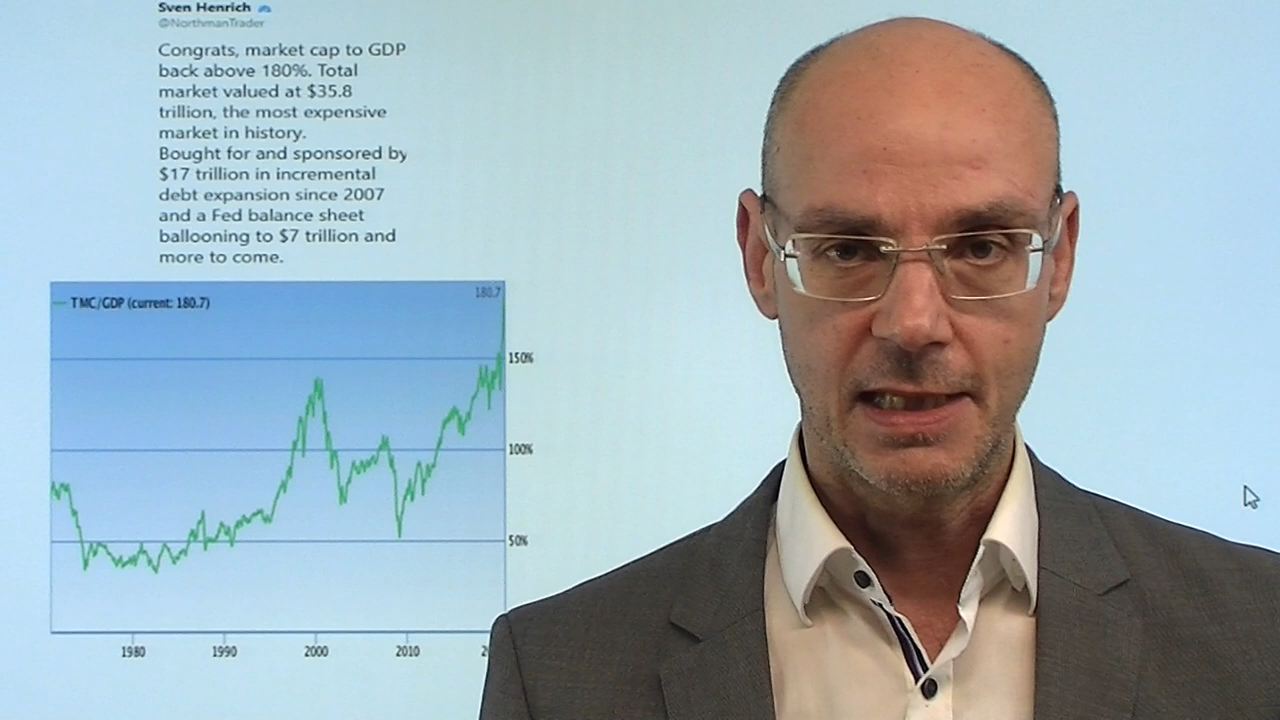 Sven Henrich
@NorthmanTrader
Congrats, market cap to GDP
back above 180%. Total
market valued at $35.8
trillion, the most expensive
market in history.
Bought for and sponsored by
$17 trillion in incremental
debt expansion since 2007
and a Fed balance sheet
ballooning to $7 trillion and
more to come.
TMC/GDP (current: 180.7)
180.7
150%
100%
50%
1980 1990 2000 2010